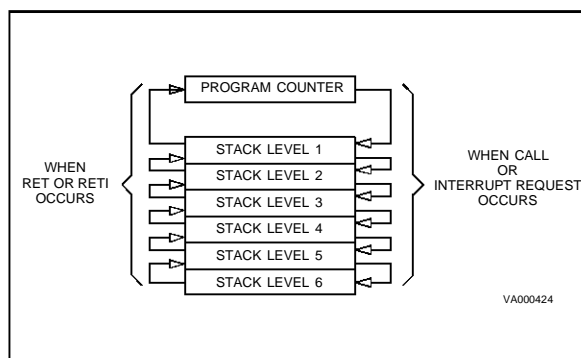 PROGRAM COUNTER
STACK LEVEL 1
STACK LEVEL 2
STACK LEVEL 3
STACK LEVEL 4
STACK LEVEL 5
STACK LEVEL 6
WHEN
RET OR RETI
OCCURS
WHEN CALL
OR
INTERRUPT REQUEST
OCCURS
VA000424